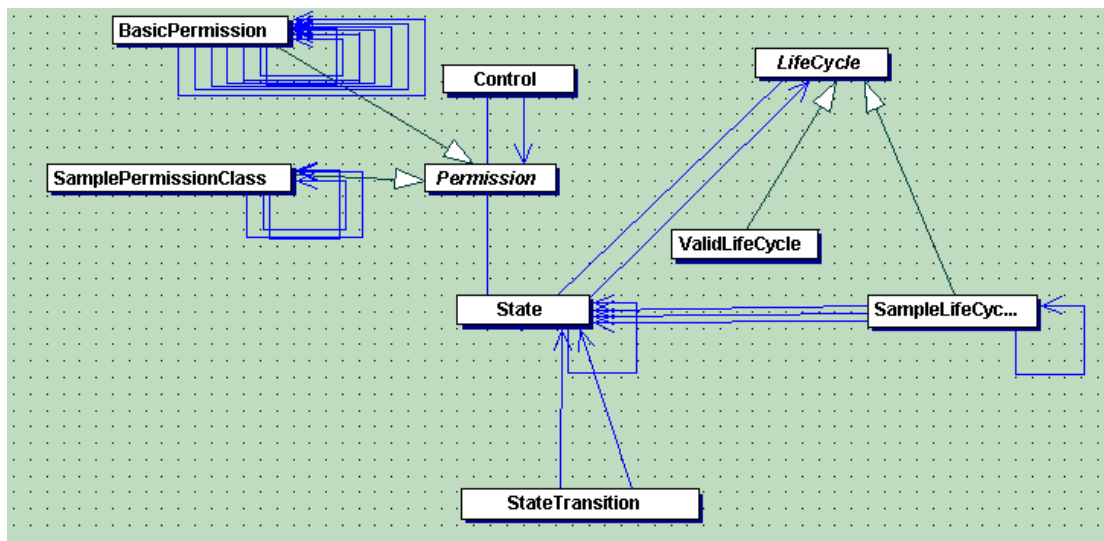 BasicPermission
LifeCycle
Control
SamplePermissionClass
Permission
ValidLifeCycle
State
SampleLifeCyc...
StateTransition